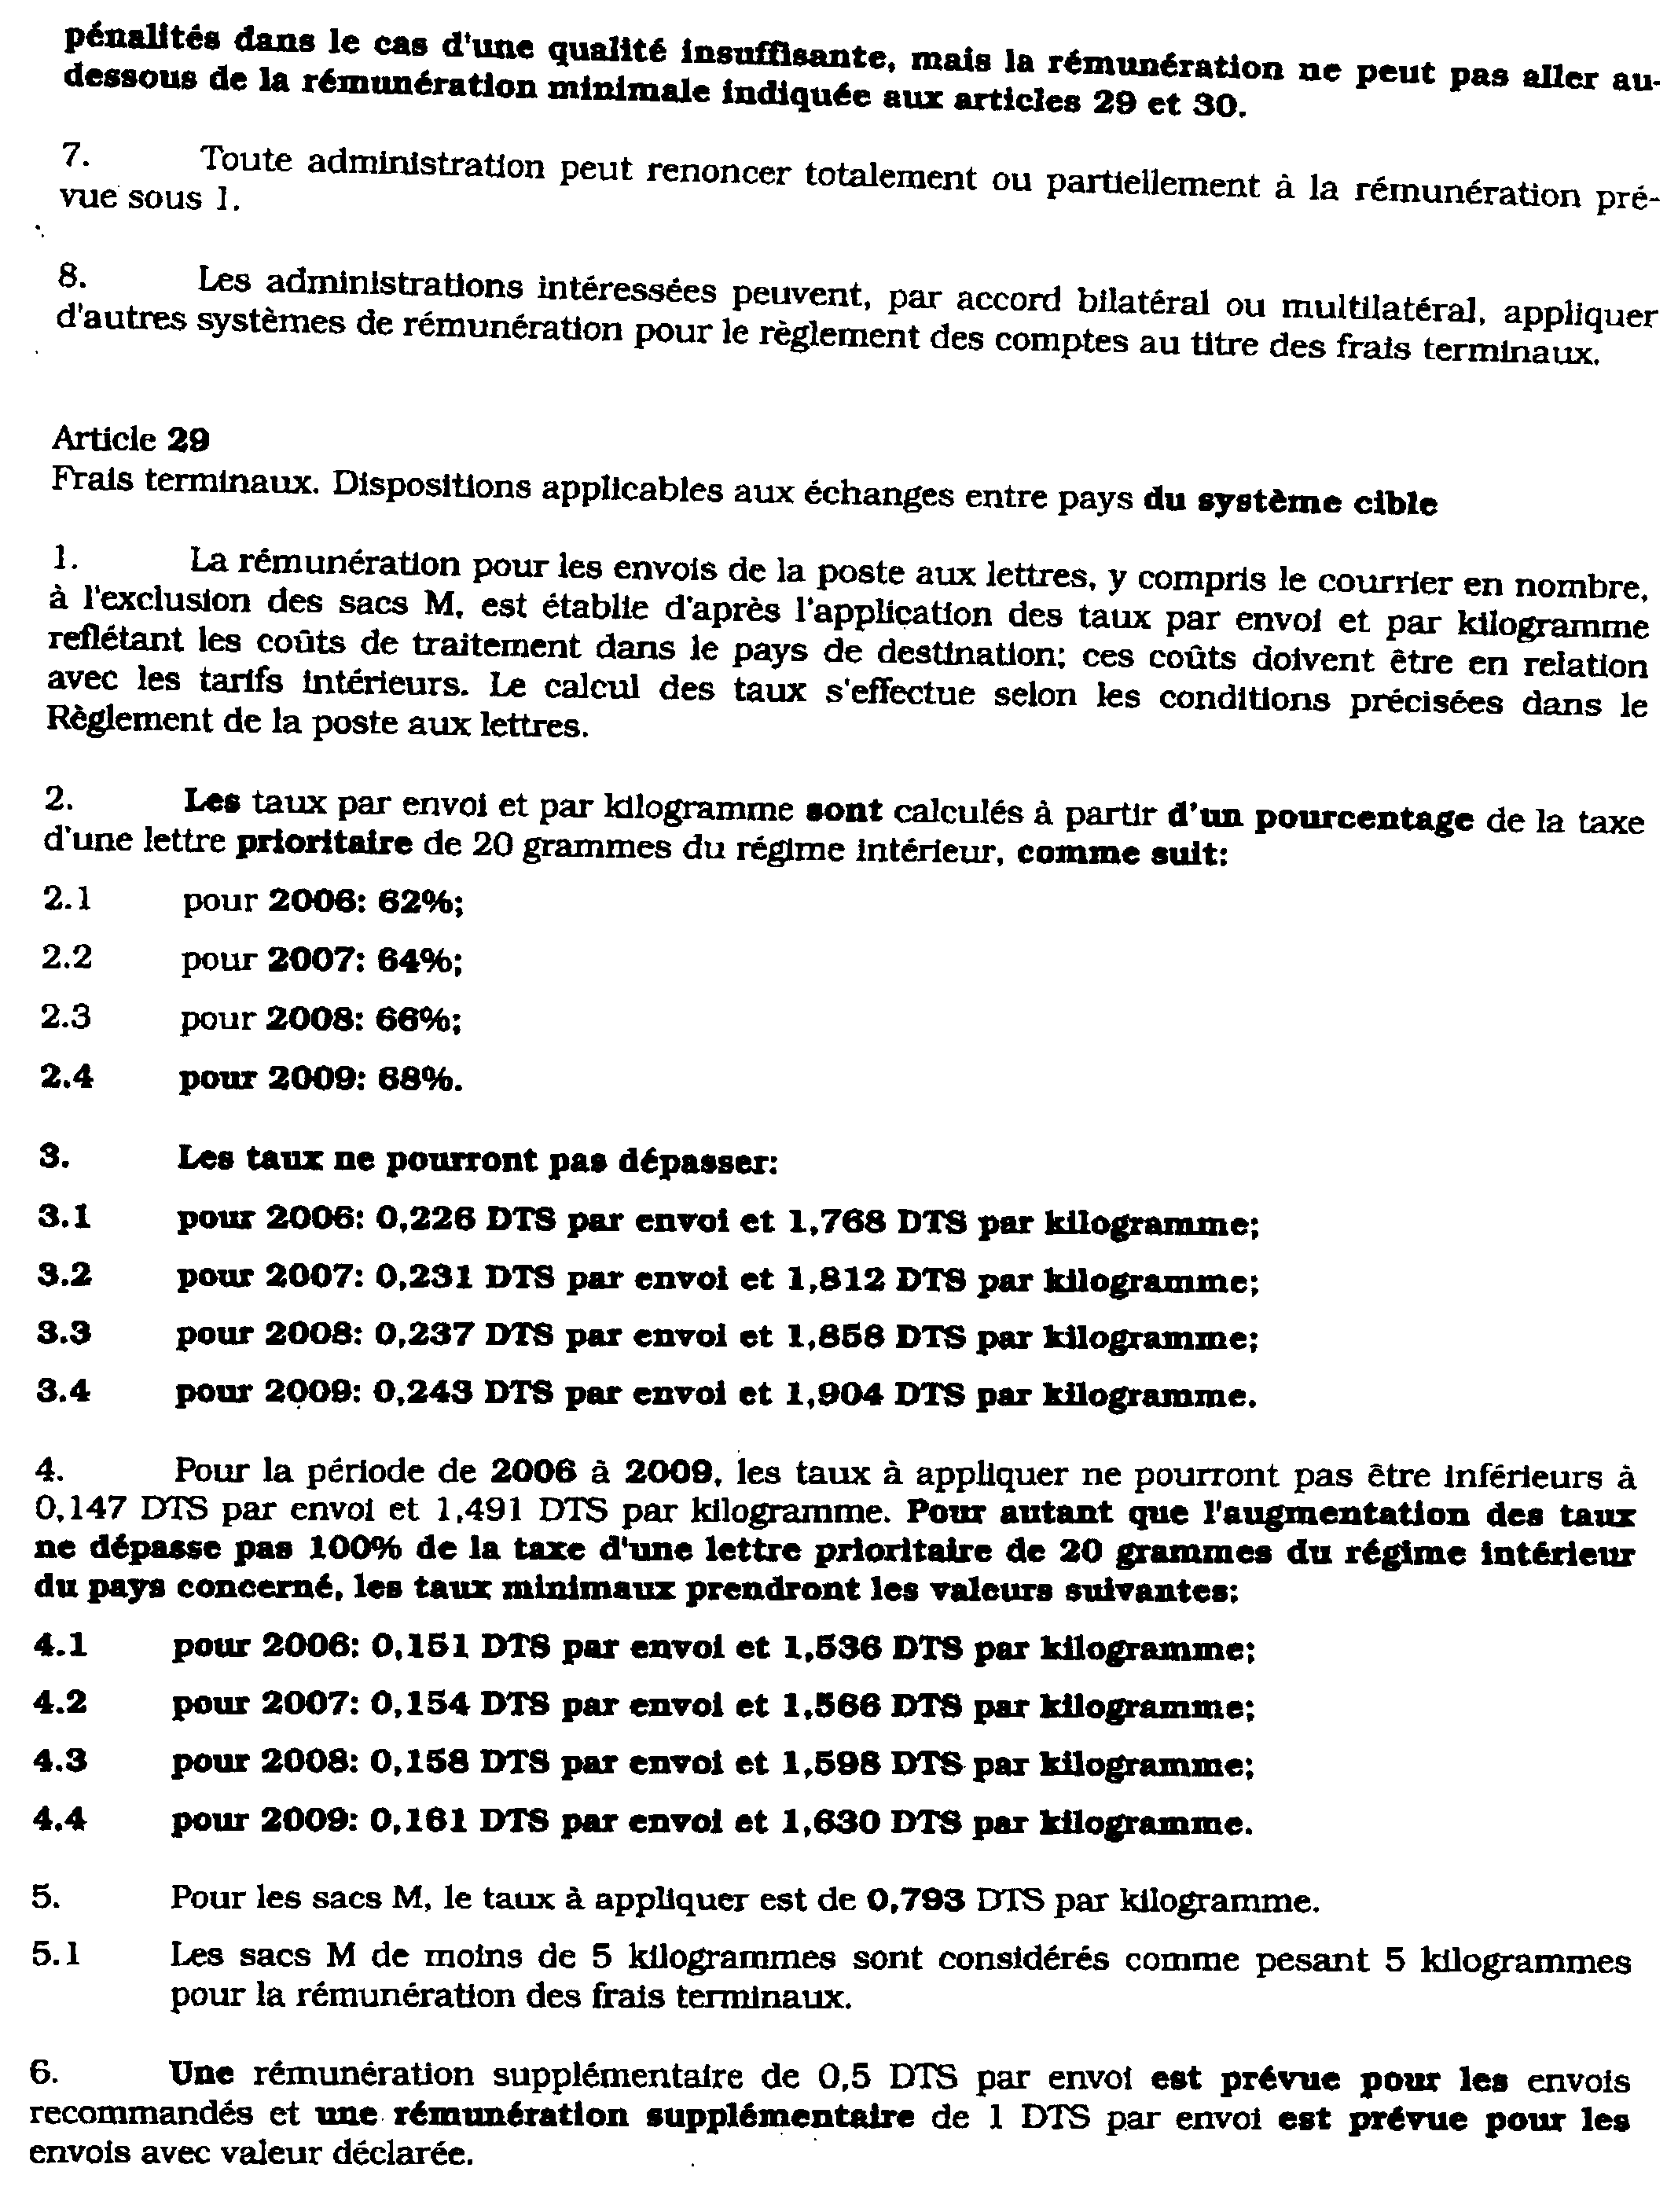 pénalités dans le cas d'une qualité insuffisante, mais la rémunération ne peut pas aller au-
dessous de la rémunération minimale indiquée aux articles 29 et 30.
7. Toute administration peut renoncer totalement ou partiellement à la rémunération pré-
vue sous 1.
8. Les administrations intéressées peuvent, par accord bilatéral ou multilatéral, appliquer
d'autres systèmes de rémunération pour le règlement des comptes au titre des frais terminaux.
Article 29
Frais terminaux. Dispositions applicables aux échanges entre pays du système cible
1. La rémunération pour les envois de la poste aux lettres, y compris le courrier en nombre,
à l'exclusion des sacs M, est établie d'après l'application des taux par envoi et par kilogramme
reflétant les coûts de traitement dans le pays de destination; ces coûts doivent être en relation
avec les tarifs intérieurs. Le calcul des taux s'effectue selon les conditions précisées dans le
Règlement de la poste aux lettres.
2. Les taux par envoi et par kilogramme sont calculés à partir d'un pourcentage de la taxe
d'une lettre prioritaire de 20 grammes du régime intérieur, comme suit:
2.1 pour 2006: 62%;
2.2 pour 2007: 64%;
2.3 pour 2008: 66%;
2.4 pour 2009: 68%.
3. Les taux ne pourront pas dépasser:
3.1 pour 2006: 0,226 DTS par envoi et 1,768 DTS par kilogramme;
3.2 pour 2007: 0,231 DTS par envoi et 1,812 DTS par kilogramme;
3.3 pour 2008: 0,237 DTS par envoi et 1,858 DTS par kilogramme;
3.4 pour 2009: 0,243 DTS par envoi et 1,904 DTS par kilogramme.
4. Pour la période de 2006 à 2009, les taux à appliquer ne pourront pas être inférieurs à
0,147 DTS par envoi et 1,491 DTS par kilogramme. Pour autant que l'augmentation des taux
ne dépasse pas 100% de la taxe d'une lettre prioritaire de 20 grammes du régime intérieur
du pays concerné, les taux minimaux prendront les valeurs suivantes:
4.1 pour 2006: 0,151 DTS par envoi et 1,536 DTS par kilogramme;
4.2 pour 2007: 0,154 DTS par envoi et 1,566 DTS par kilogramme;
4.3 pour 2008: 0,158 DTS par envoi et 1,598 DTS par kilogramme;
4.4 pour 2009: 0,161 DTS par envoi et 1,630 DTS par kilogramme.
5. Pour les sacs M, le taux à appliquer est de 0,793 DTS par kilogramme.
5.1 Les sacs M de moins de 5 kilogrammes sont considérés comme pesant 5 kilogrammes
pour la rémunération des frais terminaux.
6. Une rémunération supplémentaire de 0,5 DTS par envoi est prévue pour les envois
recommandés et une rémunération supplémentaire de 1 DTS par envoi est prévue pour les
envois avec valeur déclarée.